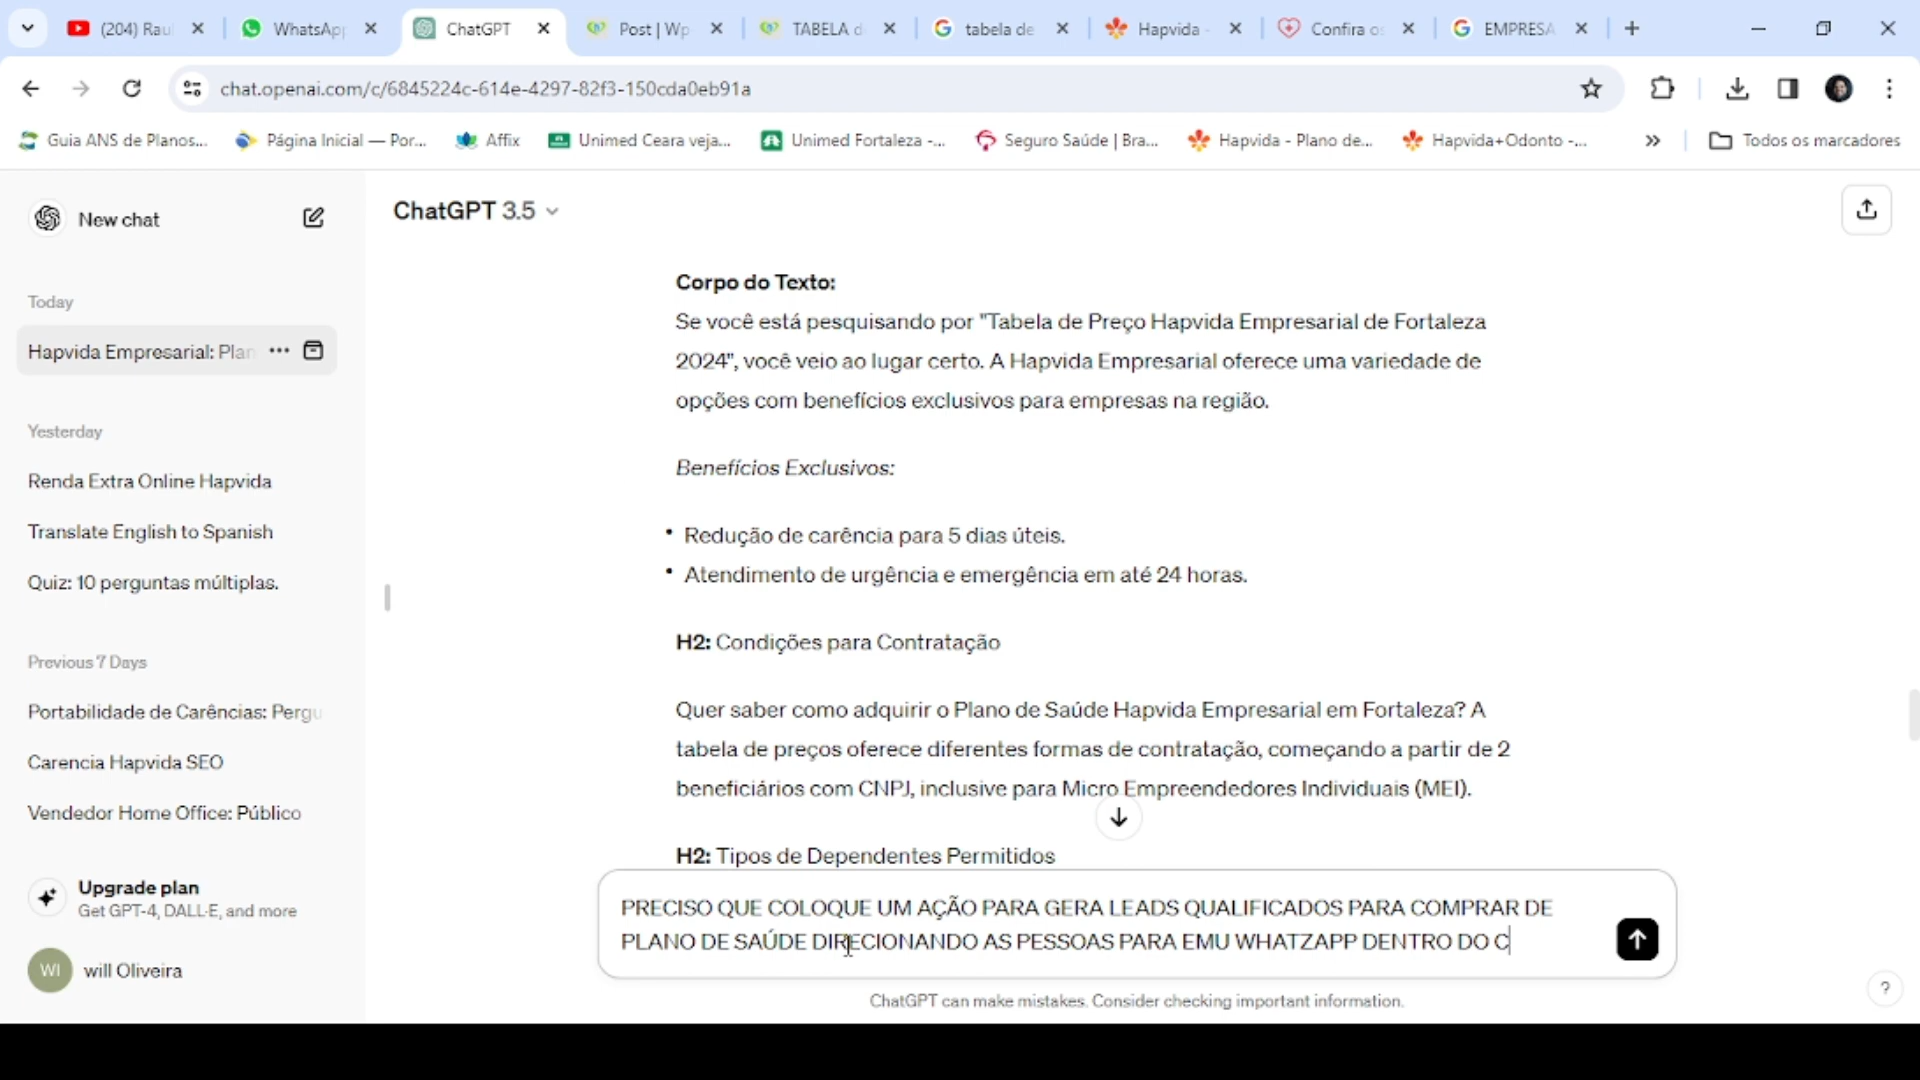 (204) Rau
WhatsApp
ChatGPT
Post | Wp
TABELA d
tabela de
Hapvida -
Confira os
EMPRESA
chat.openai.com/c/6845224c-614e-4297-82f3-150cda0eb91a
Guia ANS de Planos...
Página Inicial — Por...
Affix
Unimed Ceara veja...
Unimed Fortaleza -...
Seguro Saúde | Bra...
Hapvida - Plano de...
Hapvida+Odonto -...
Todos os marcadores
New chat
ChatGPT 3.5
Today
Hapvida Empresarial: Plan
Yesterday
Renda Extra Online Hapvida
Translate English to Spanish
Quiz: 10 perguntas múltiplas.
Previous 7 Days
Portabilidade de Carências: Pergu
Carencia Hapvida SEO
Vendedor Home Office: Público
Upgrade plan
Get GPT-4, DALL·E, and more
WI
will Oliveira
Corpo do Texto:
Se você está pesquisando por "Tabela de Preço Hapvida Empresarial de Fortaleza
2024", você veio ao lugar certo. A Hapvida Empresarial oferece uma variedade de
opções com benefícios exclusivos para empresas na região.
Benefícios Exclusivos:
• Redução de carência para 5 dias úteis.
• Atendimento de urgência e emergência em até 24 horas.
H2: Condições para Contratação
Quer saber como adquirir o Plano de Saúde Hapvida Empresarial em Fortaleza? A
tabela de preços oferece diferentes formas de contratação, começando a partir de 2
beneficiários com CNPJ, inclusive para Micro Empreendedores Individuais (MEI).
H2: Tipos de Dependentes Permitidos
PRECISO QUE COLOQUE UM AÇÃO PARA GERA LEADS QUALIFICADOS PARA COMPRAR DE
PLANO DE SAÚDE DIRECIONANDO AS PESSOAS PARA EMU WHATZAPP DENTRO DO C
ChatGPT can make mistakes. Consider checking important information.
?